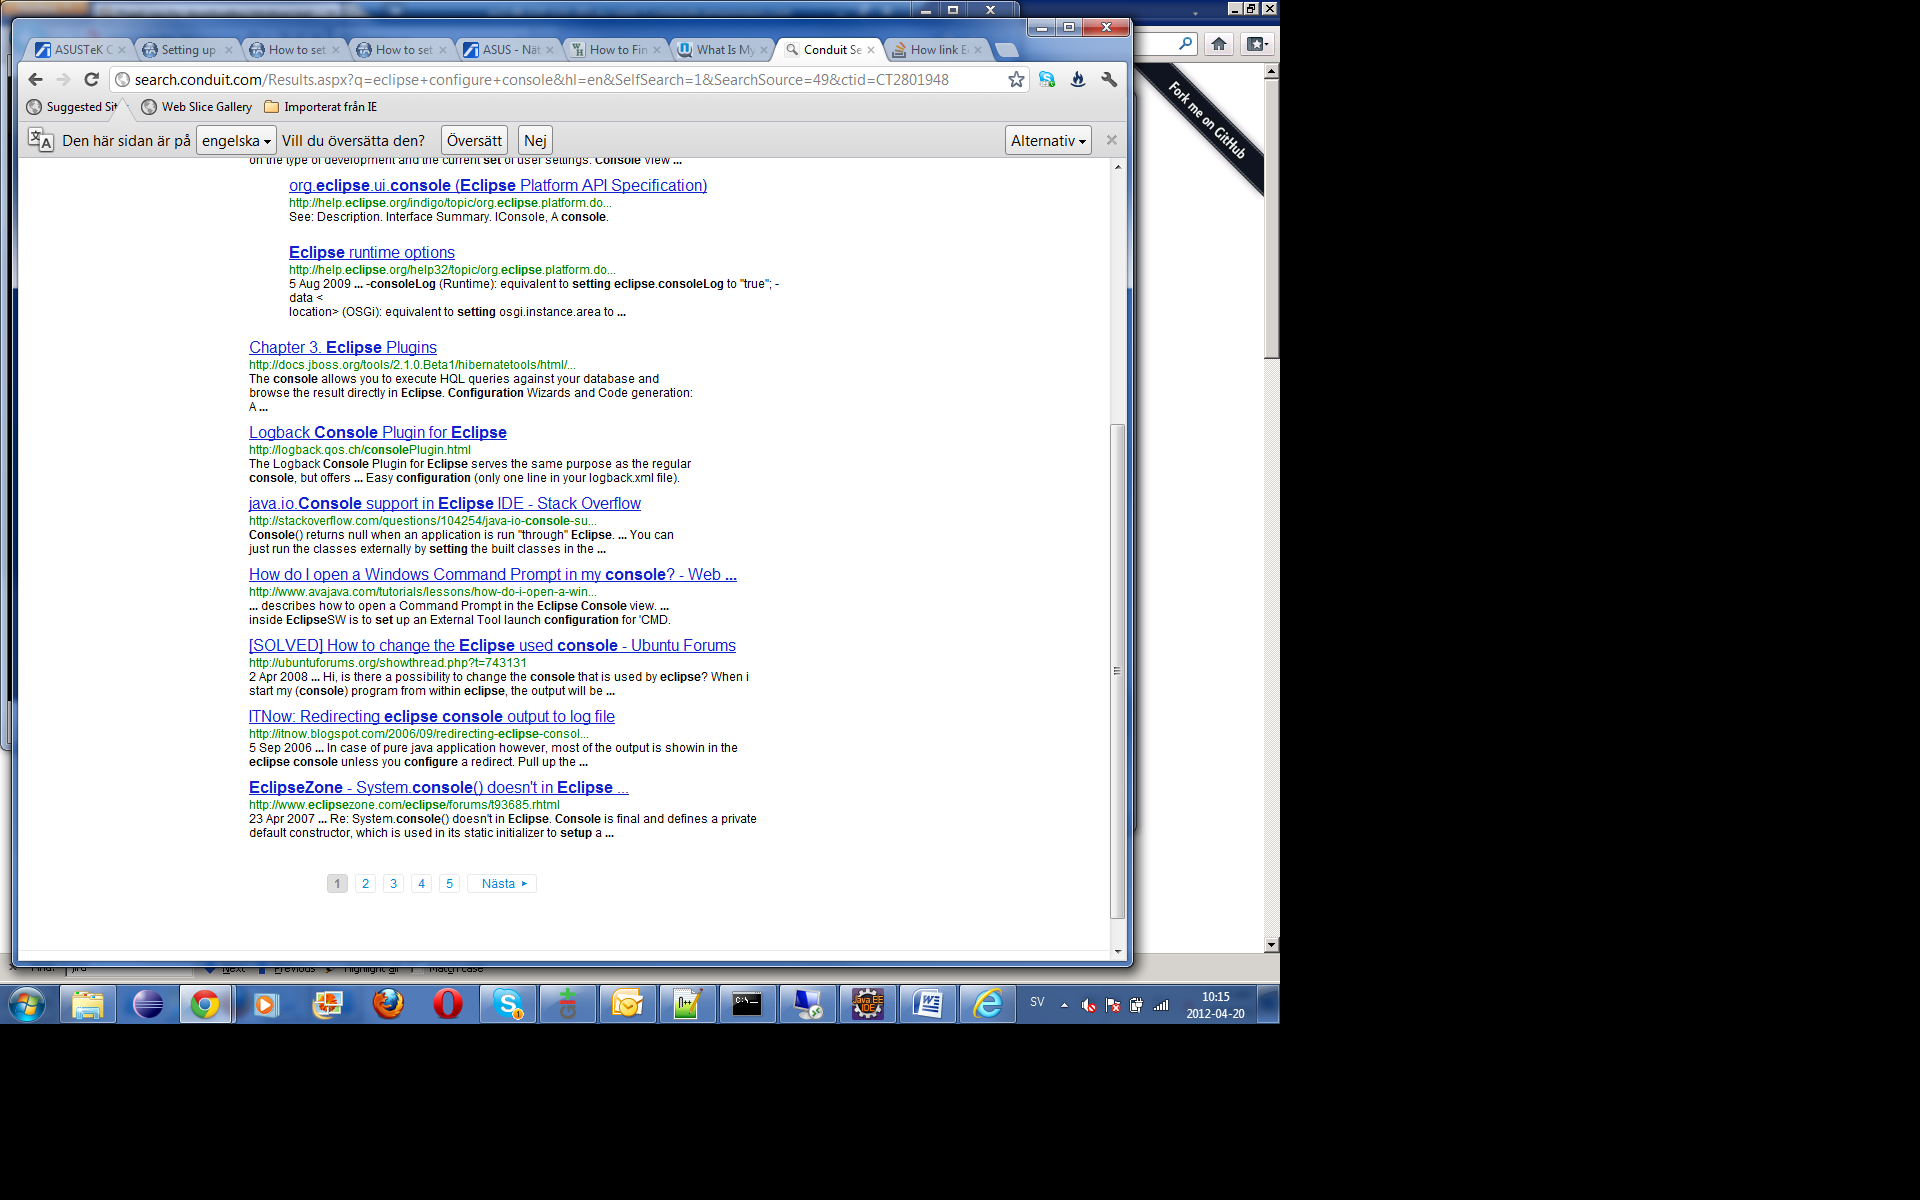 ASUSTeK C
Setting up
How to set
How to set
ASUS - Nät
How to Fin
What Is My
Conduit Se
How link E
search.conduit.com/Results.aspx?q=eclipse+configure+console&hl=en&SelfSearch=1&SearchSource=49&ctid=CT2801948
Suggested Sit
Web Slice Gallery
Importerat från IE
Den här sidan är på engelska Vill du översätta den? Översätt Nej Alternativ
Fork me on GitHub
on the type of development and the current set of user settings. Console view ...
org.eclipse.ui.console (Eclipse Platform API Specification)
http://help.eclipse.org/indigo/topic/org.eclipse.platform.do...
See: Description. Interface Summary. IConsole, A console.
Eclipse runtime options
http://help.eclipse.org/help32/topic/org.eclipse.platform.do...
5 Aug 2009 ... -consoleLog (Runtime): equivalent to setting eclipse.consoleLog to "true"; -
data <
location> (OSGi): equivalent to setting osgi.instance.area to ...
Chapter 3. Eclipse Plugins
http://docs.jboss.org/tools/2.1.0.Beta1/hibernatetools/html/...
The console allows you to execute HQL queries against your database and
browse the result directly in Eclipse. Configuration Wizards and Code generation:
A ...
Logback Console Plugin for Eclipse
http://logback.qos.ch/consolePlugin.html
The Logback Console Plugin for Eclipse serves the same purpose as the regular
console, but offers ... Easy configuration (only one line in your logback.xml file).
java.io.Console support in Eclipse IDE - Stack Overflow
http://stackoverflow.com/questions/104254/java-io-console-su...
Console() returns null when an application is run "through" Eclipse. ... You can
just run the classes externally by setting the built classes in the ...
How do I open a Windows Command Prompt in my console? - Web ...
http://www.avajava.com/tutorials/lessons/how-do-i-open-a-win...
... describes how to open a Command Prompt in the Eclipse Console view. ...
inside EclipseSW is to set up an External Tool launch configuration for 'CMD.
[SOLVED] How to change the Eclipse used console - Ubuntu Forums
http://ubuntuforums.org/showthread.php?t=743131
2 Apr 2008 ... Hi, is there a possibility to change the console that is used by eclipse? When i
start my (console) program from within eclipse, the output will be ...
ITNow: Redirecting eclipse console output to log file
http://itnow.blogspot.com/2006/09/redirecting-eclipse-consol...
5 Sep 2006 ... In case of pure java application however, most of the output is showin in the
eclipse console unless you configure a redirect. Pull up the ...
EclipseZone - System.console() doesn't in Eclipse ...
http://www.eclipsezone.com/eclipse/forums/t93685.rhtml
23 Apr 2007 ... Re: System.console() doesn't in Eclipse. Console is final and defines a private
default constructor, which is used in its static initializer to setup a ...
1 2 3 4 5 Nästa
Next Previous Highlight all Match case
SV
10:15
2012-04-20